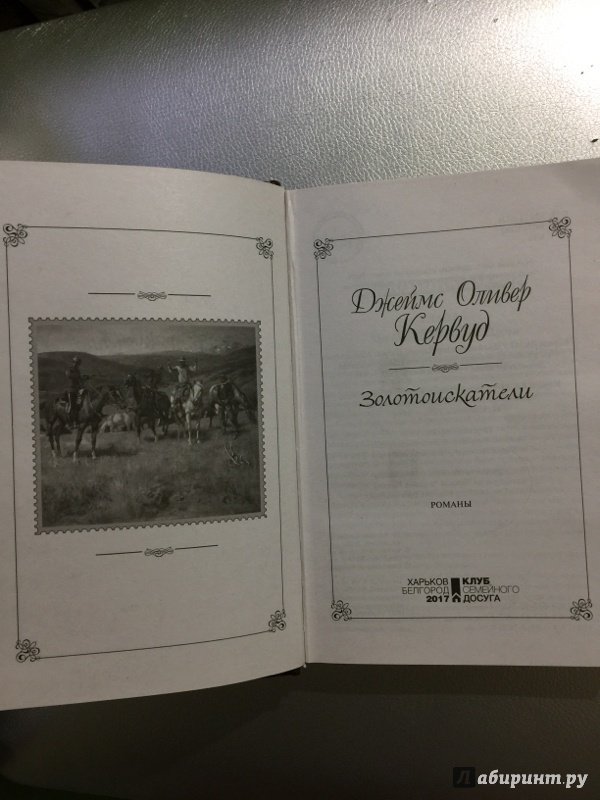 Джеймс Оливер
Кервуд
Золотоискатели
РОМАНЫ
ХАРЬКОВ КЛУБ
БЕЛГОРОД СЕМЕЙНОГО
2017 ДОСУГА
лабиринт.ру